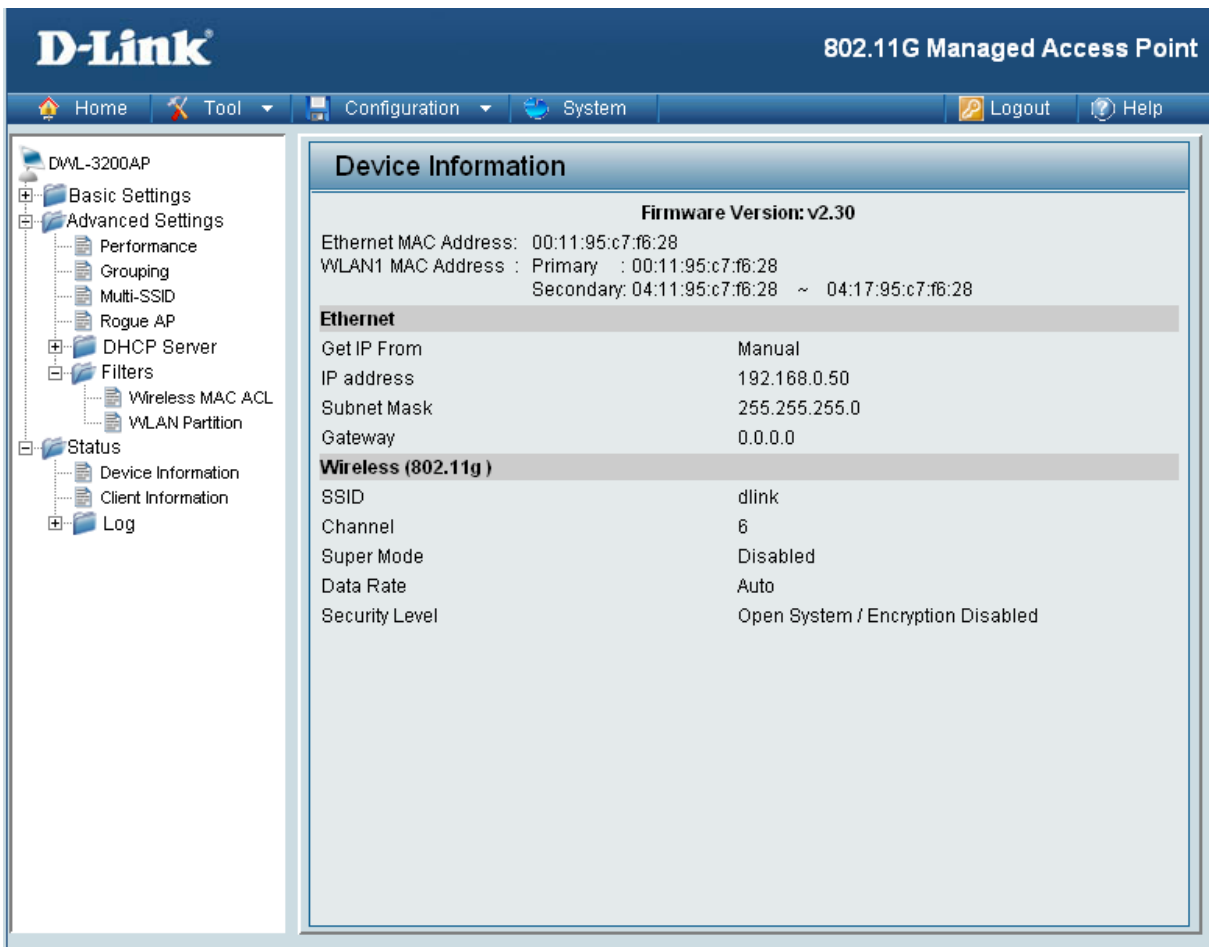 D-Link
802.11G Managed Access Point
Home Tool Configuration System Logout Help
DWL-3200AP
Basic Settings
Advanced Settings
Performance
Grouping
Multi-SSID
Rogue AP
DHCP Server
Filters
Wireless MAC ACL
WLAN Partition
Status
Device Information
Client Information
Log
Device Information
Firmware Version: v2.30
Ethernet MAC Address: 00:11:95:c7:f6:28
WLAN1 MAC Address : Primary : 00:11:95:c7:f6:28
Secondary: 04:11:95:c7:f6:28 ~ 04:17:95:c7:f6:28
Ethernet
Get IP From Manual
IP address 192.168.0.50
Subnet Mask 255.255.255.0
Gateway 0.0.0.0
Wireless (802.11g )
SSID dlink
Channel 6
Super Mode Disabled
Data Rate Auto
Security Level Open System / Encryption Disabled